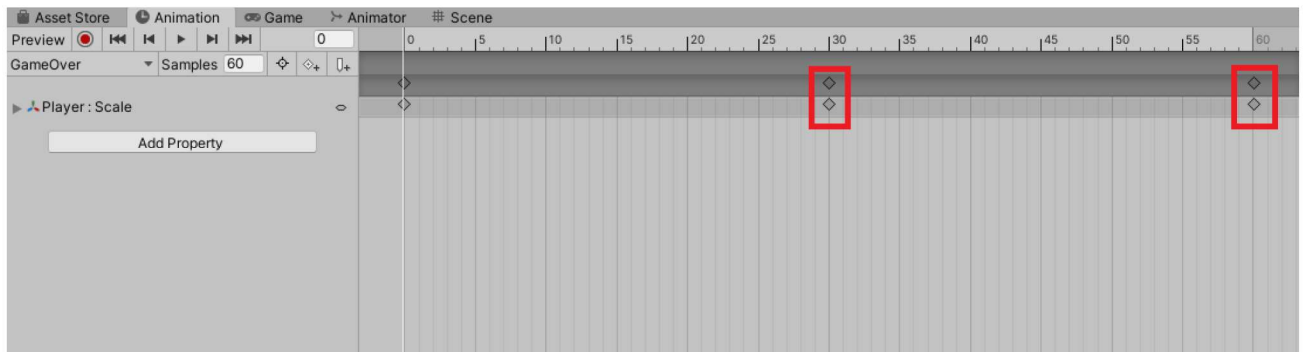 Asset Store Animation Game Animator Scene
Preview 0 0 5 10 15 20 25 30 35 40 45 50 55 60
GameOver Samples 60
Player : Scale
Add Property